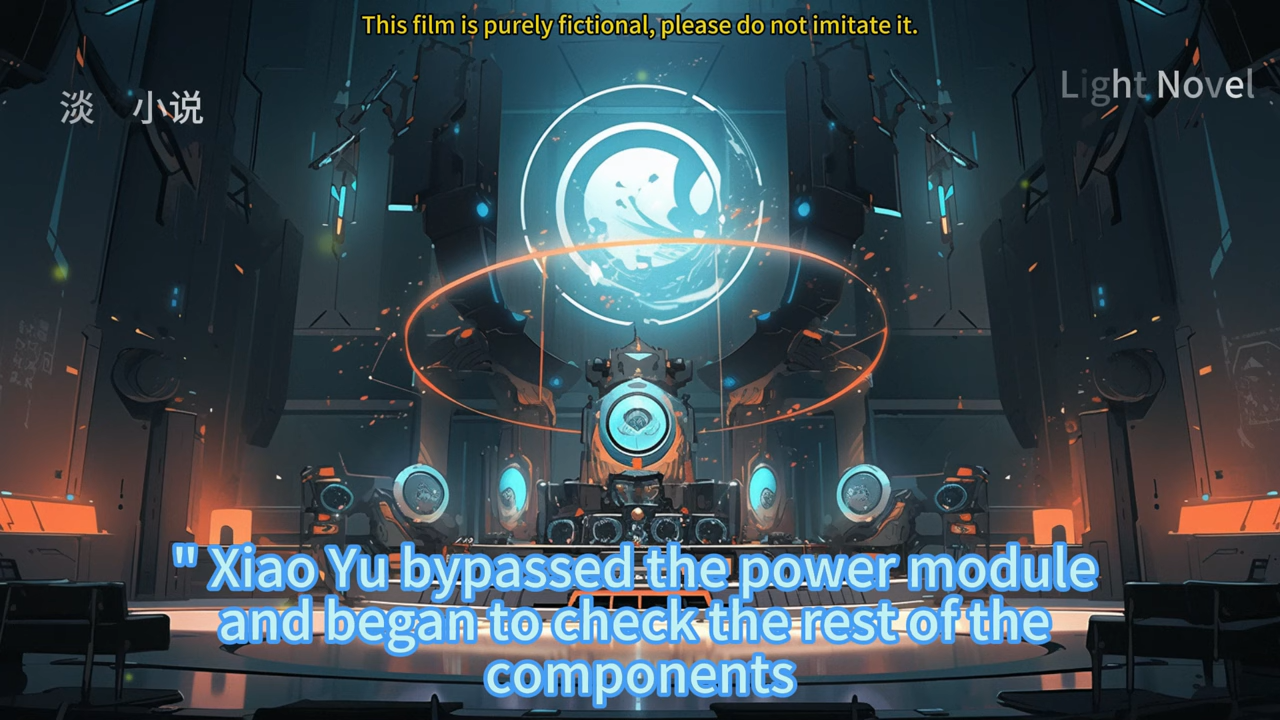 This film is purely fictional, please do not imitate it.
淡 小说
Light Novel
" Xiao Yu bypassed the power module
and began to check the rest of the
components